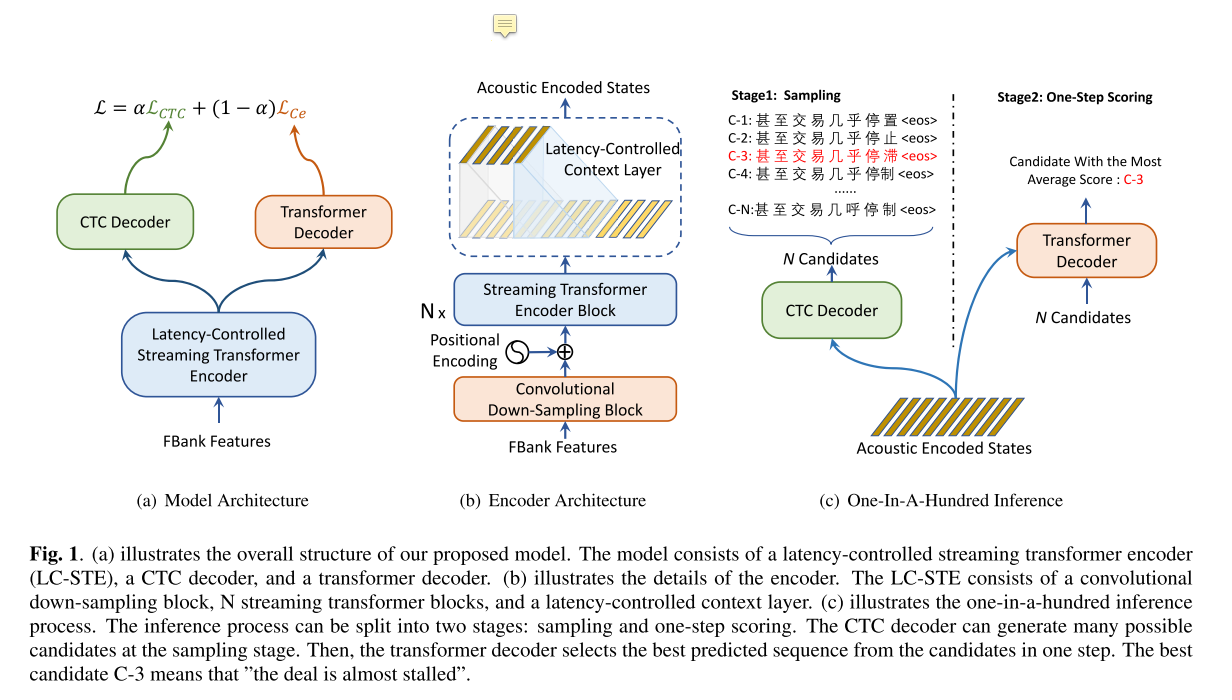 ℒ = αℒ_CTC + (1 − α)ℒ_Ce
CTC Decoder
Transformer
Decoder
Latency-Controlled
Streaming Transformer
Encoder
FBank Features
(a) Model Architecture
Acoustic Encoded States
Latency-Controlled
Context Layer
N x
Streaming Transformer
Encoder Block
Positional
Encoding
Convolutional
Down-Sampling Block
FBank Features
(b) Encoder Architecture
Stage1: Sampling
C-1: 甚 至 交 易 几 乎 停 置 <eos>
C-2: 甚 至 交 易 几 乎 停 止 <eos>
C-3: 甚 至 交 易 几 乎 停 滞 <eos>
C-4: 甚 至 交 易 几 乎 停制 <eos>
......
C-N:甚 至 交 易 几 呼 停 制 <eos>
N Candidates
CTC Decoder
Stage2: One-Step Scoring
Candidate With the Most
Average Score : C-3
Transformer
Decoder
N Candidates
Acoustic Encoded States
(c) One-In-A-Hundred Inference
Fig. 1. (a) illustrates the overall structure of our proposed model. The model consists of a latency-controlled streaming transformer encoder
(LC-STE), a CTC decoder, and a transformer decoder. (b) illustrates the details of the encoder. The LC-STE consists of a convolutional
down-sampling block, N streaming transformer blocks, and a latency-controlled context layer. (c) illustrates the one-in-a-hundred inference
process. The inference process can be split into two stages: sampling and one-step scoring. The CTC decoder can generate many possible
candidates at the sampling stage. Then, the transformer decoder selects the best predicted sequence from the candidates in one step. The best
candidate C-3 means that ”the deal is almost stalled”.